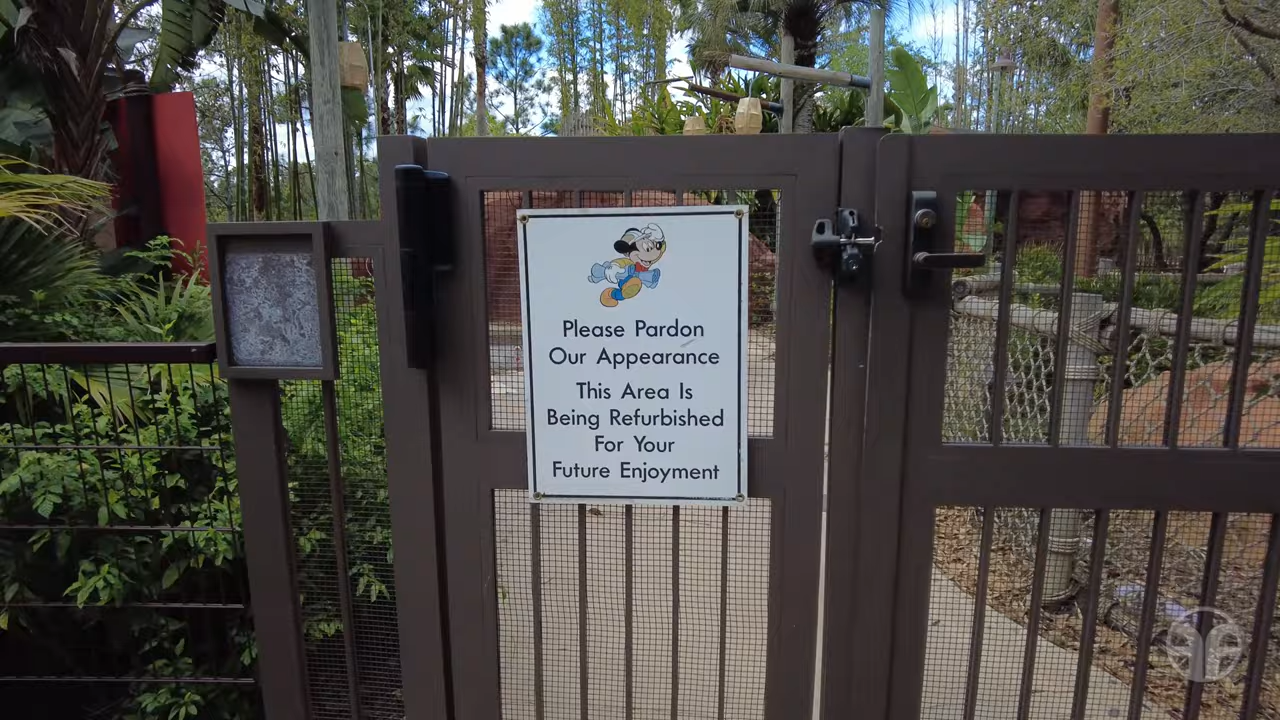 Please Pardon
Our Appearance
This Area Is
Being Refurbished
For Your
Future Enjoyment